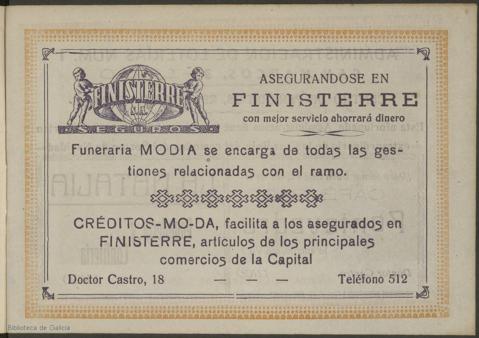 FINISTERRE
S.A.
SEGUROS
ASEGURANDOSE EN
FINISTERRE
con mejor servicio ahorrará dinero
Funeraria MODIA se encarga de todas las ges-
tiones relacionadas con el ramo.
CRÉDITOS-MO-DA, facilita a los asegurados en
FINISTERRE, artículos de los principales
comercios de la Capital
Doctor Castro, 18 — — — Teléfono 512
Biblioteca de Galicia